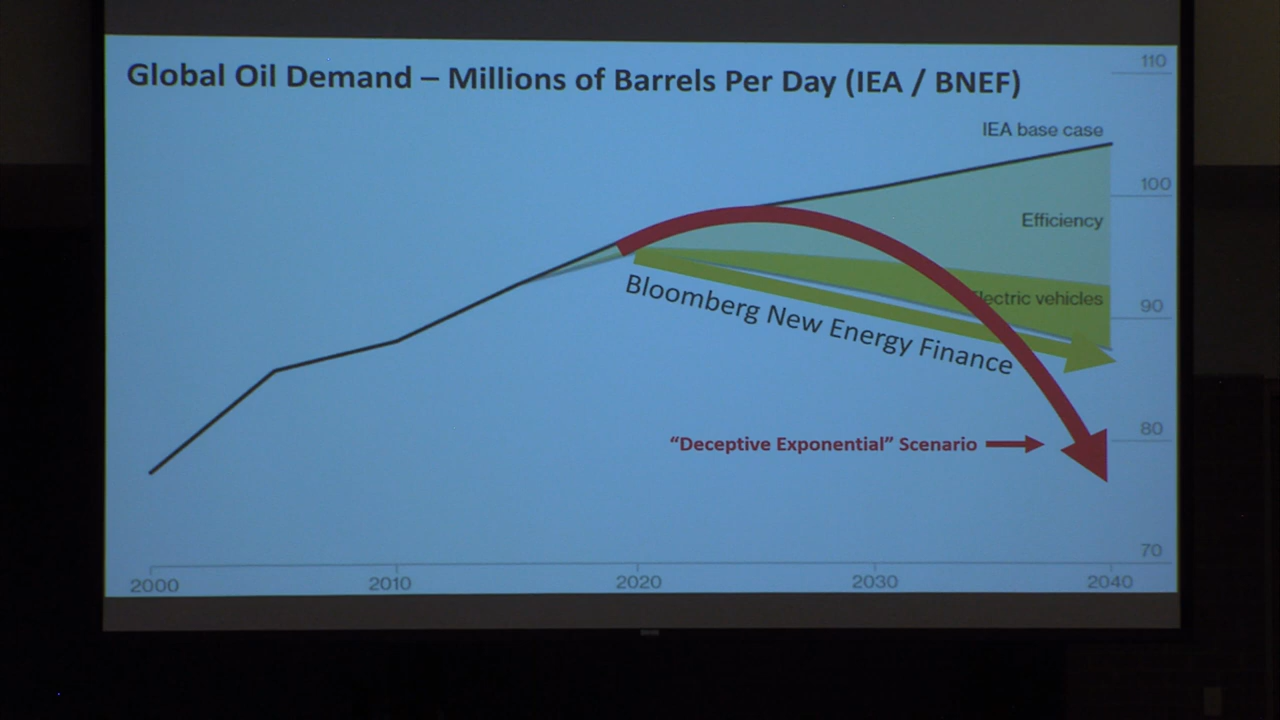 Global Oil Demand – Millions of Barrels Per Day (IEA / BNEF)
110
IEA base case
100
Efficiency
Electric vehicles
90
Bloomberg New Energy Finance
80
“Deceptive Exponential” Scenario
70
2000 2010 2020 2030 2040